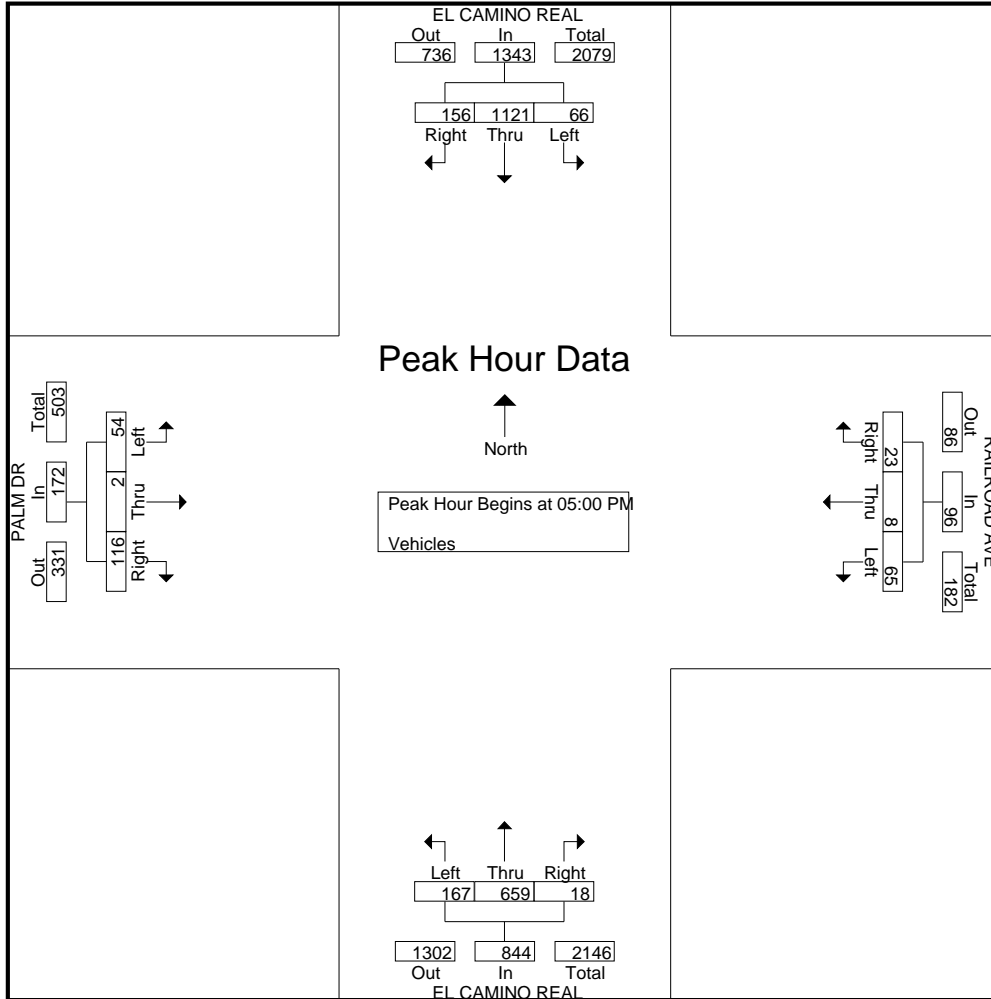 EL CAMINO REAL
Out In Total
736 1343 2079
156 1121 66
Right Thru Left
Peak Hour Data
North
Peak Hour Begins at 05:00 PM
Vehicles
PALM DR
Out In Total
331 172 503
Left Thru Right
54 2 116
RAILROAD AVE
Out In Total
86 96 182
Right Thru Left
23 8 65
Left Thru Right
167 659 18
1302 844 2146
Out In Total
EL CAMINO REAL